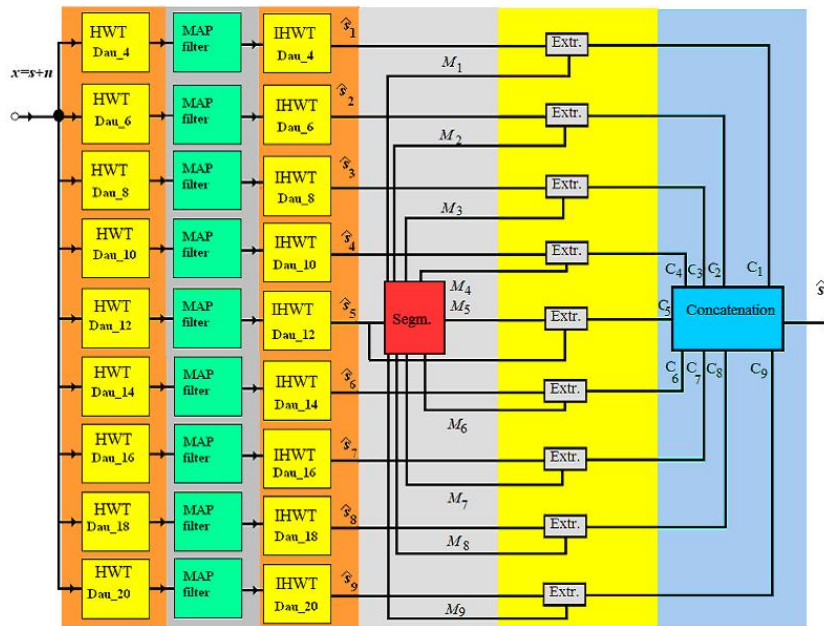 x=s+n
HWT
Dau_4
MAP
filter
IHWT
Dau_4
ŝ1
M1
Extr.
HWT
Dau_6
MAP
filter
IHWT
Dau_6
ŝ2
M2
Extr.
HWT
Dau_8
MAP
filter
IHWT
Dau_8
ŝ3
M3
Extr.
HWT
Dau_10
MAP
filter
IHWT
Dau_10
ŝ4
M4
Extr.
C4
C3
C2
C1
HWT
Dau_12
MAP
filter
IHWT
Dau_12
ŝ5
Segm.
M5
Extr.
C5
Concatenation
ŝ
HWT
Dau_14
MAP
filter
IHWT
Dau_14
ŝ6
M6
Extr.
C6
C7
C8
C9
HWT
Dau_16
MAP
filter
IHWT
Dau_16
ŝ7
M7
Extr.
HWT
Dau_18
MAP
filter
IHWT
Dau_18
ŝ8
M8
Extr.
HWT
Dau_20
MAP
filter
IHWT
Dau_20
ŝ9
M9
Extr.